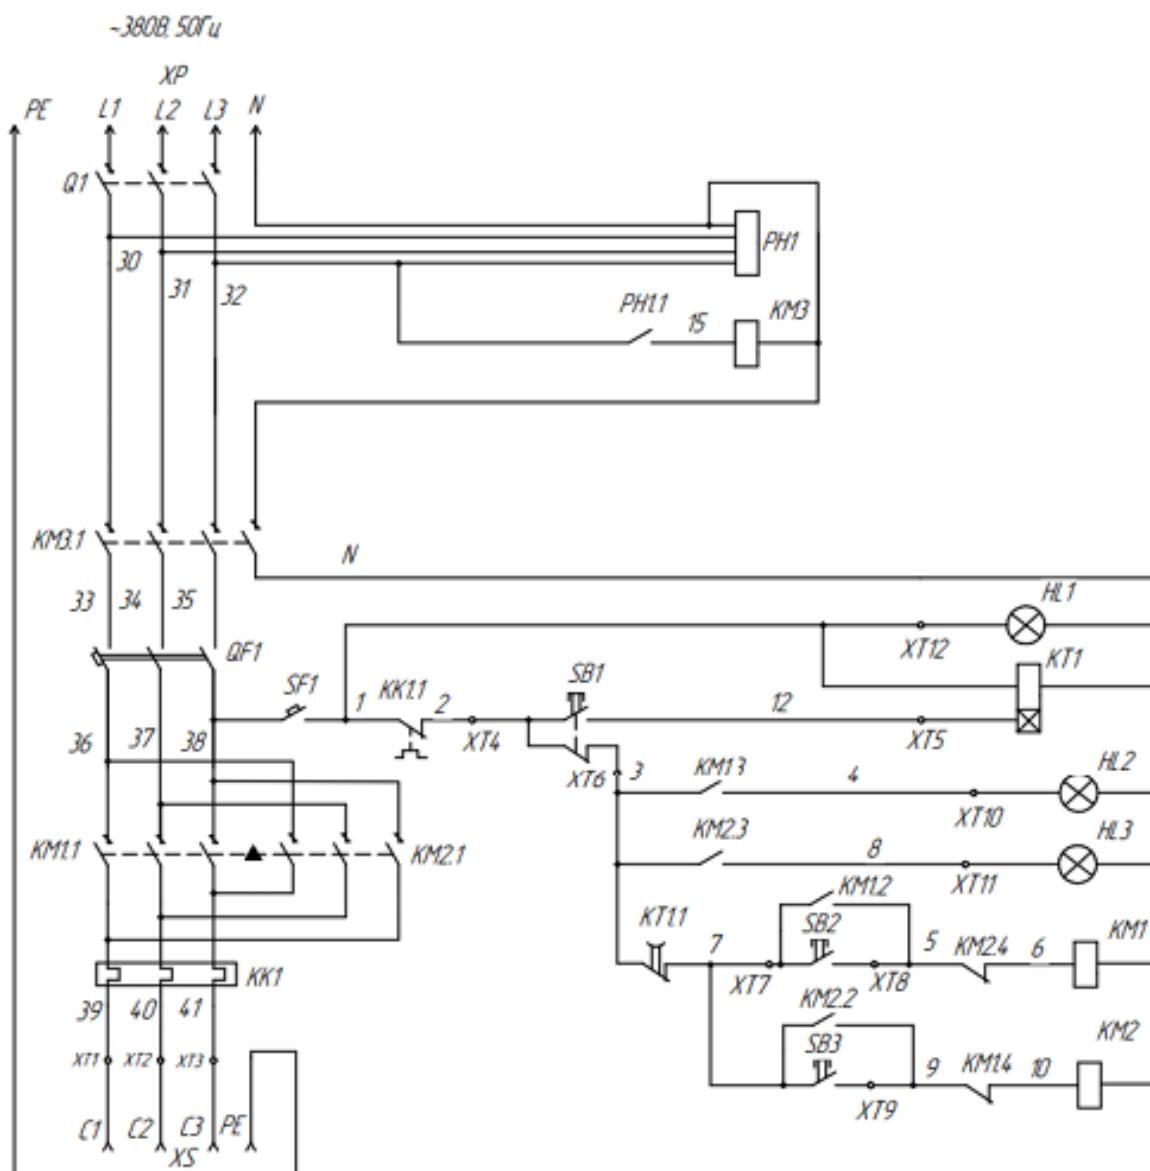 ~380В, 50Гц
XP
PE L1 L2 L3 N
Q1
PH1
30
31 32
PH1.1 15 KM3
KM3.1
N
33 34 35
HL1
QF1
XT12
KT1
SF1
1 KK1.1 2
SB1
12
XT4
XT5
36 37 38
XT6 3
KM1.3 4
HL2
XT10
KM1.1
KM2.1
KM2.3 8
HL3
XT11
KM1.2
KT1.1
7
SB2
5 KM2.4 6 KM1
XT7 XT8
KK1
39 40 41
KM2.2
SB3
KM2
XT1 XT2 XT3
9 KM1.4 10
XT9
C1 C2 C3 PE
XS